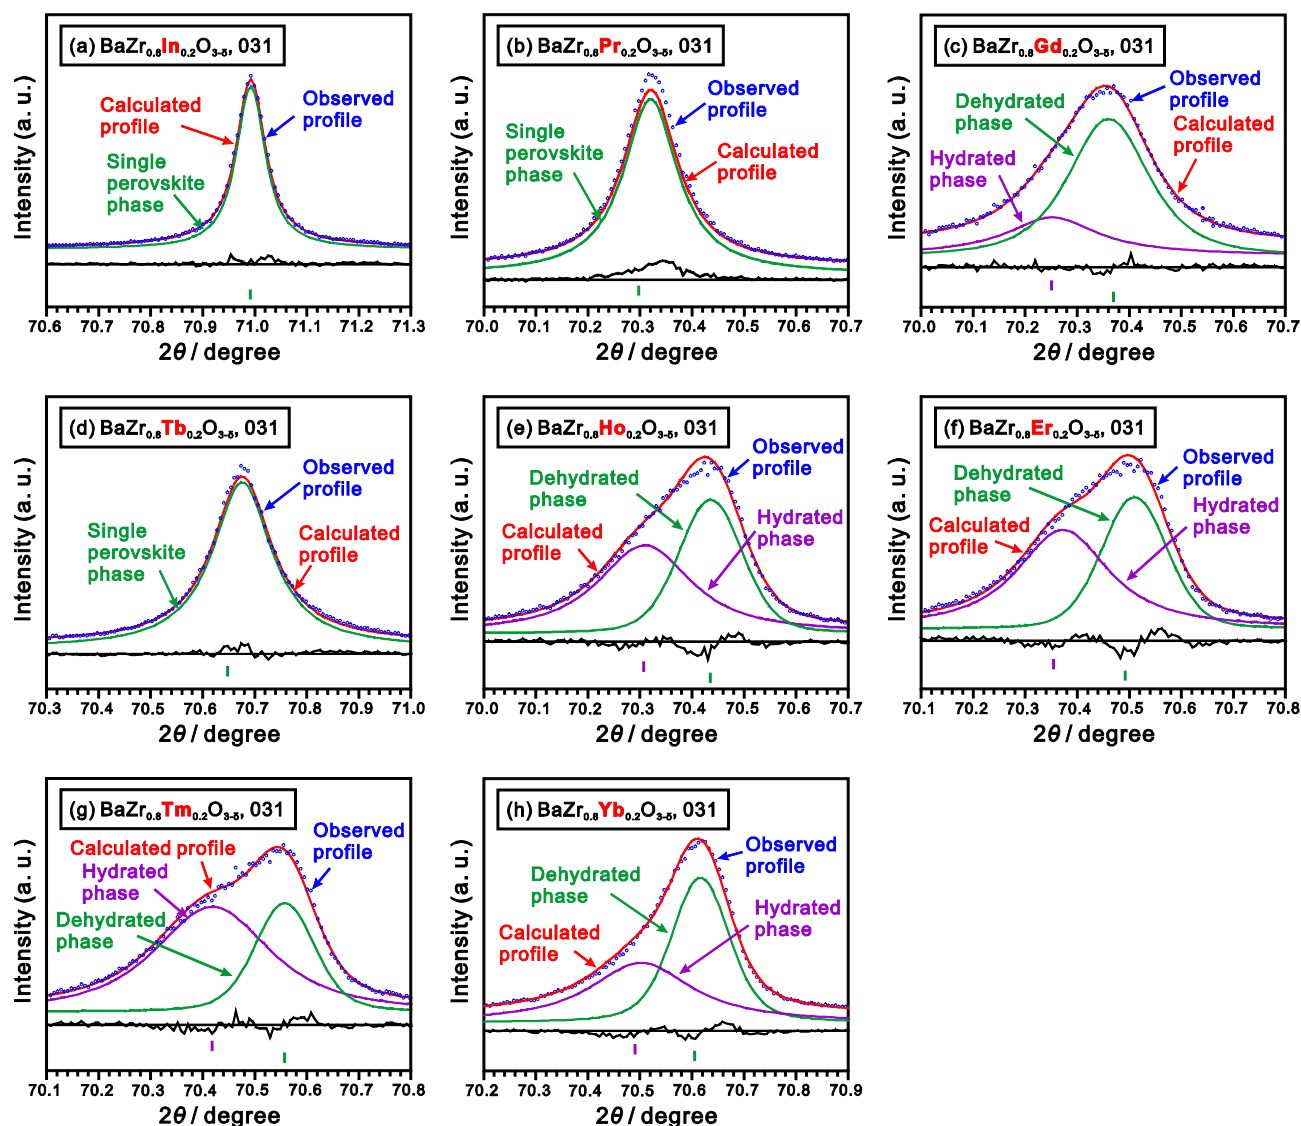 (a) BaZr0.8In0.2O3-δ, 031
Calculated
profile
Observed
profile
Single
perovskite
phase
Intensity (a. u.)
70.6 70.7 70.8 70.9 71.0 71.1 71.2 71.3
2θ / degree
(b) BaZr0.8Pr0.2O3-δ, 031
Observed
profile
Single
perovskite
phase
Calculated
profile
Intensity (a. u.)
70.0 70.1 70.2 70.3 70.4 70.5 70.6 70.7
2θ / degree
(c) BaZr0.8Gd0.2O3-δ, 031
Dehydrated
phase
Observed
profile
Calculated
profile
Hydrated
phase
Intensity (a. u.)
70.0 70.1 70.2 70.3 70.4 70.5 70.6 70.7
2θ / degree
(d) BaZr0.8Tb0.2O3-δ, 031
Observed
profile
Single
perovskite
phase
Calculated
profile
Intensity (a. u.)
70.3 70.4 70.5 70.6 70.7 70.8 70.9 71.0
2θ / degree
(e) BaZr0.8Ho0.2O3-δ, 031
Observed
profile
Dehydrated
phase
Calculated
profile
Hydrated
phase
Intensity (a. u.)
70.0 70.1 70.2 70.3 70.4 70.5 70.6 70.7
2θ / degree
(f) BaZr0.8Er0.2O3-δ, 031
Observed
profile
Dehydrated
phase
Hydrated
phase
Calculated
profile
Intensity (a. u.)
70.1 70.2 70.3 70.4 70.5 70.6 70.7 70.8
2θ / degree
(g) BaZr0.8Tm0.2O3-δ, 031
Calculated profile
Observed
profile
Hydrated
phase
Dehydrated
phase
Intensity (a. u.)
70.1 70.2 70.3 70.4 70.5 70.6 70.7 70.8
2θ / degree
(h) BaZr0.8Yb0.2O3-δ, 031
Observed
profile
Dehydrated
phase
Hydrated
phase
Calculated
profile
Intensity (a. u.)
70.2 70.3 70.4 70.5 70.6 70.7 70.8 70.9
2θ / degree